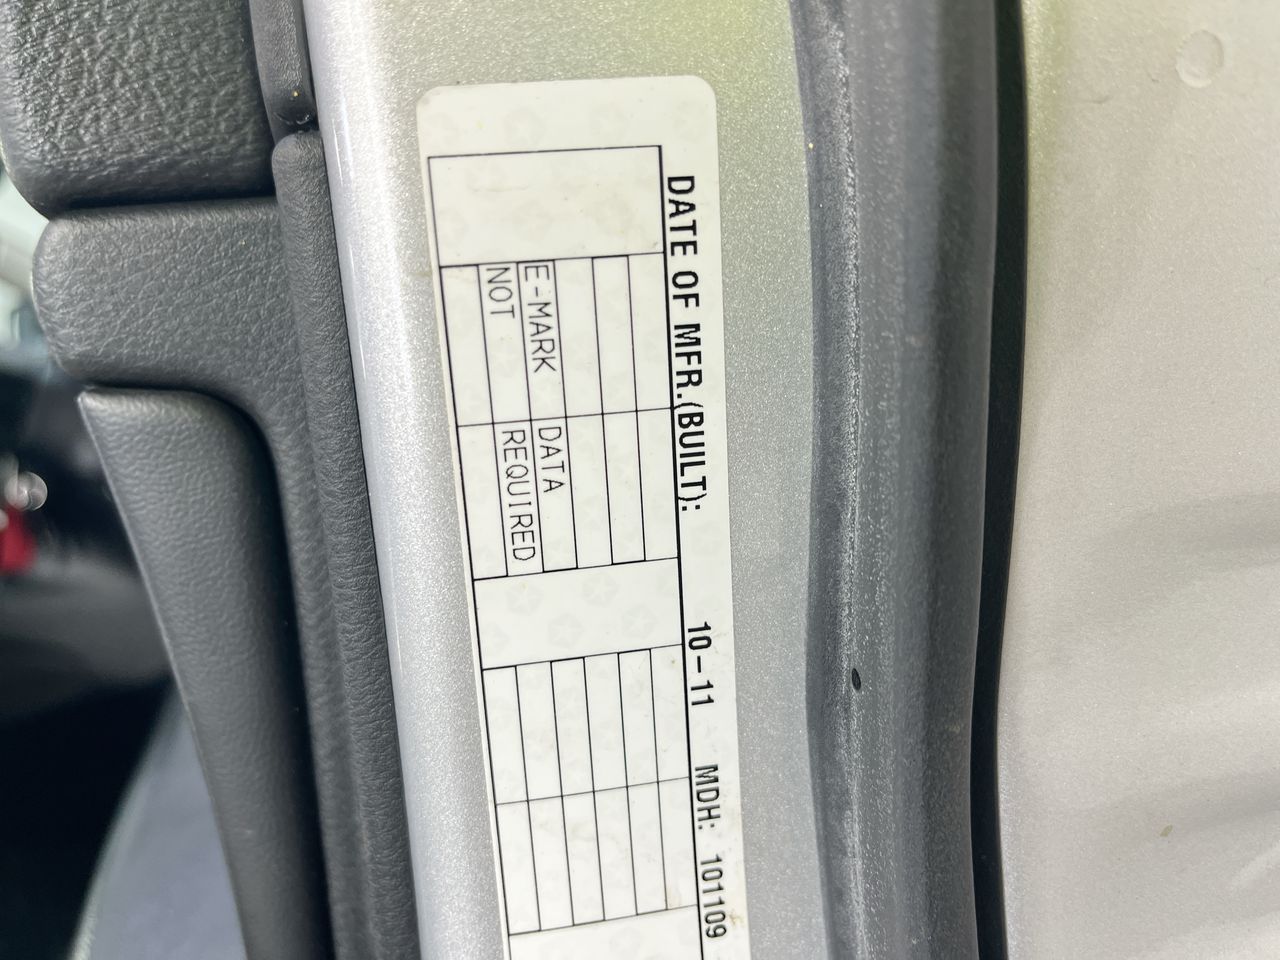 DATE OF MFR.(BUILT): 10-11 MDH: 101109
E-MARK DATA
NOT REQUIRED